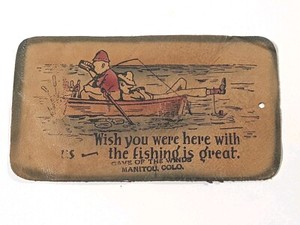 Wish you were here with
us — the fishing is great.
CAVE OF THE WINDS
MANITOU, COLO.